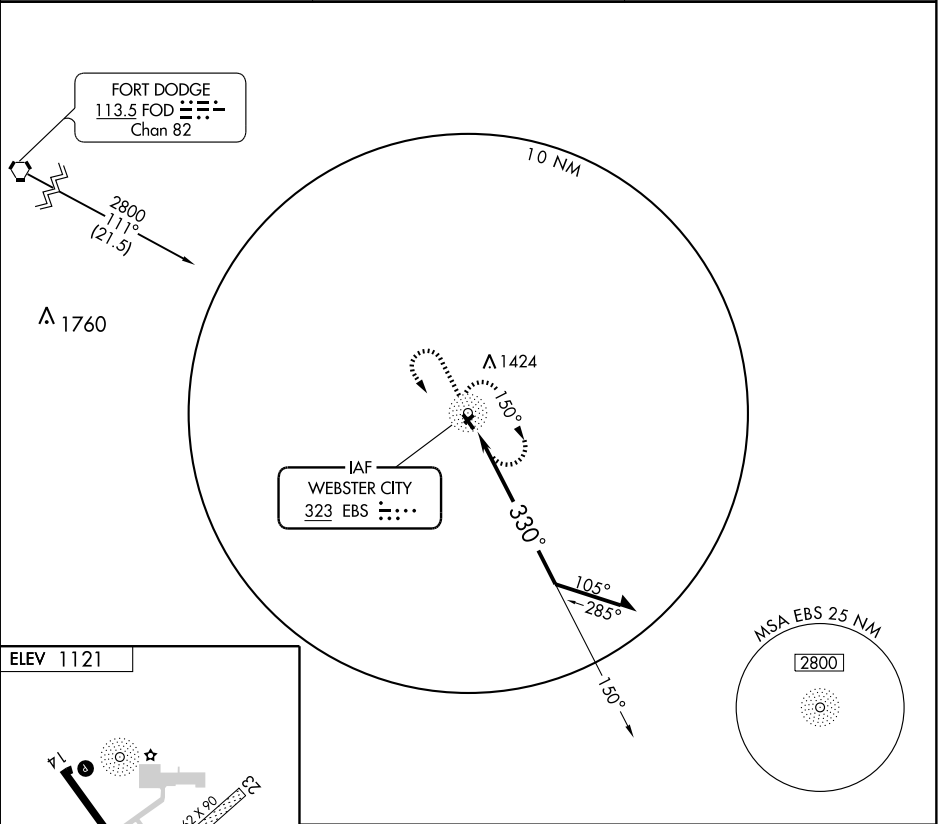 FORT DODGE
113.5 FOD
Chan 82
10 NM
2800
111°
(21.5)
1760
1424
150°
IAF
WEBSTER CITY
323 EBS
330°
105°
285°
150°
MSA EBS 25 NM
2800
ELEV 1121
14
P
23